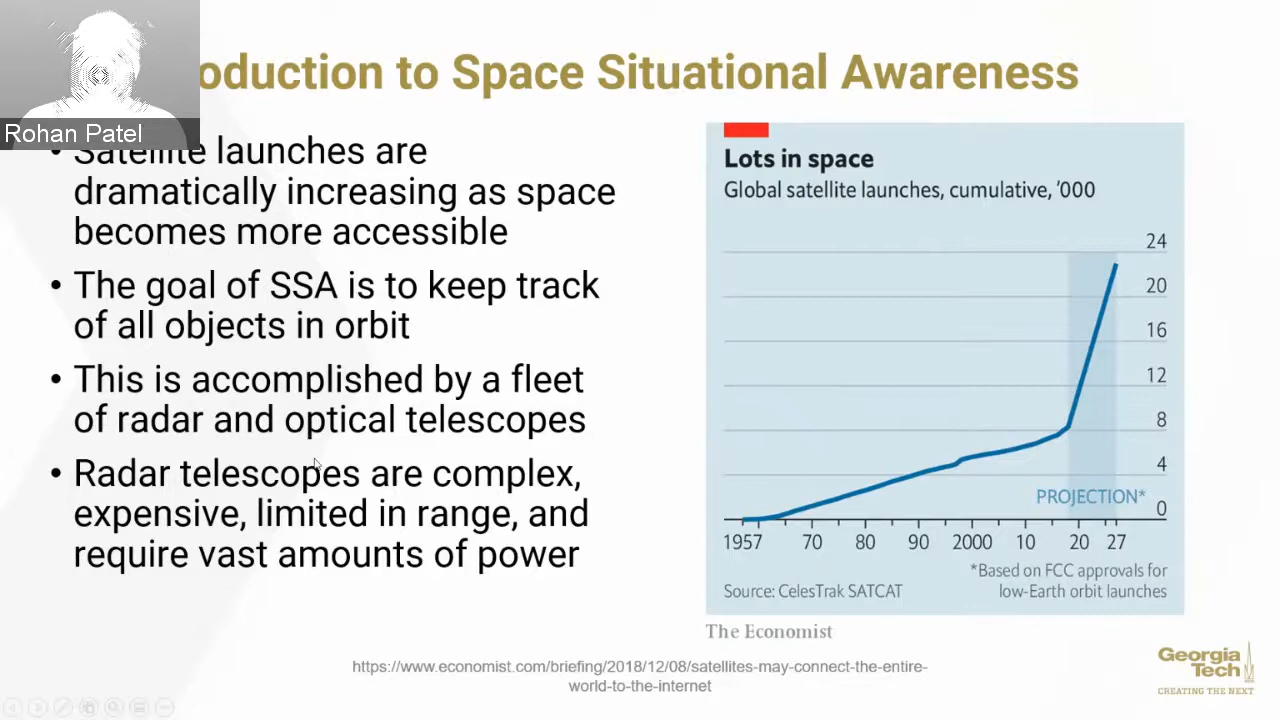 Rohan Patel
oduction to Space Situational Awareness
• Satellite launches are
dramatically increasing as space
becomes more accessible
• The goal of SSA is to keep track
of all objects in orbit
• This is accomplished by a fleet
of radar and optical telescopes
• Radar telescopes are complex,
expensive, limited in range, and
require vast amounts of power
Lots in space
Global satellite launches, cumulative, '000
24
20
16
12
8
4
PROJECTION*
0
1957 70 80 90 2000 10 20 27
*Based on FCC approvals for
low-Earth orbit launches
Source: CelesTrak SATCAT
The Economist
https://www.economist.com/briefing/2018/12/08/satellites-may-connect-the-entire-
world-to-the-internet
Georgia
Tech
CREATING THE NEXT